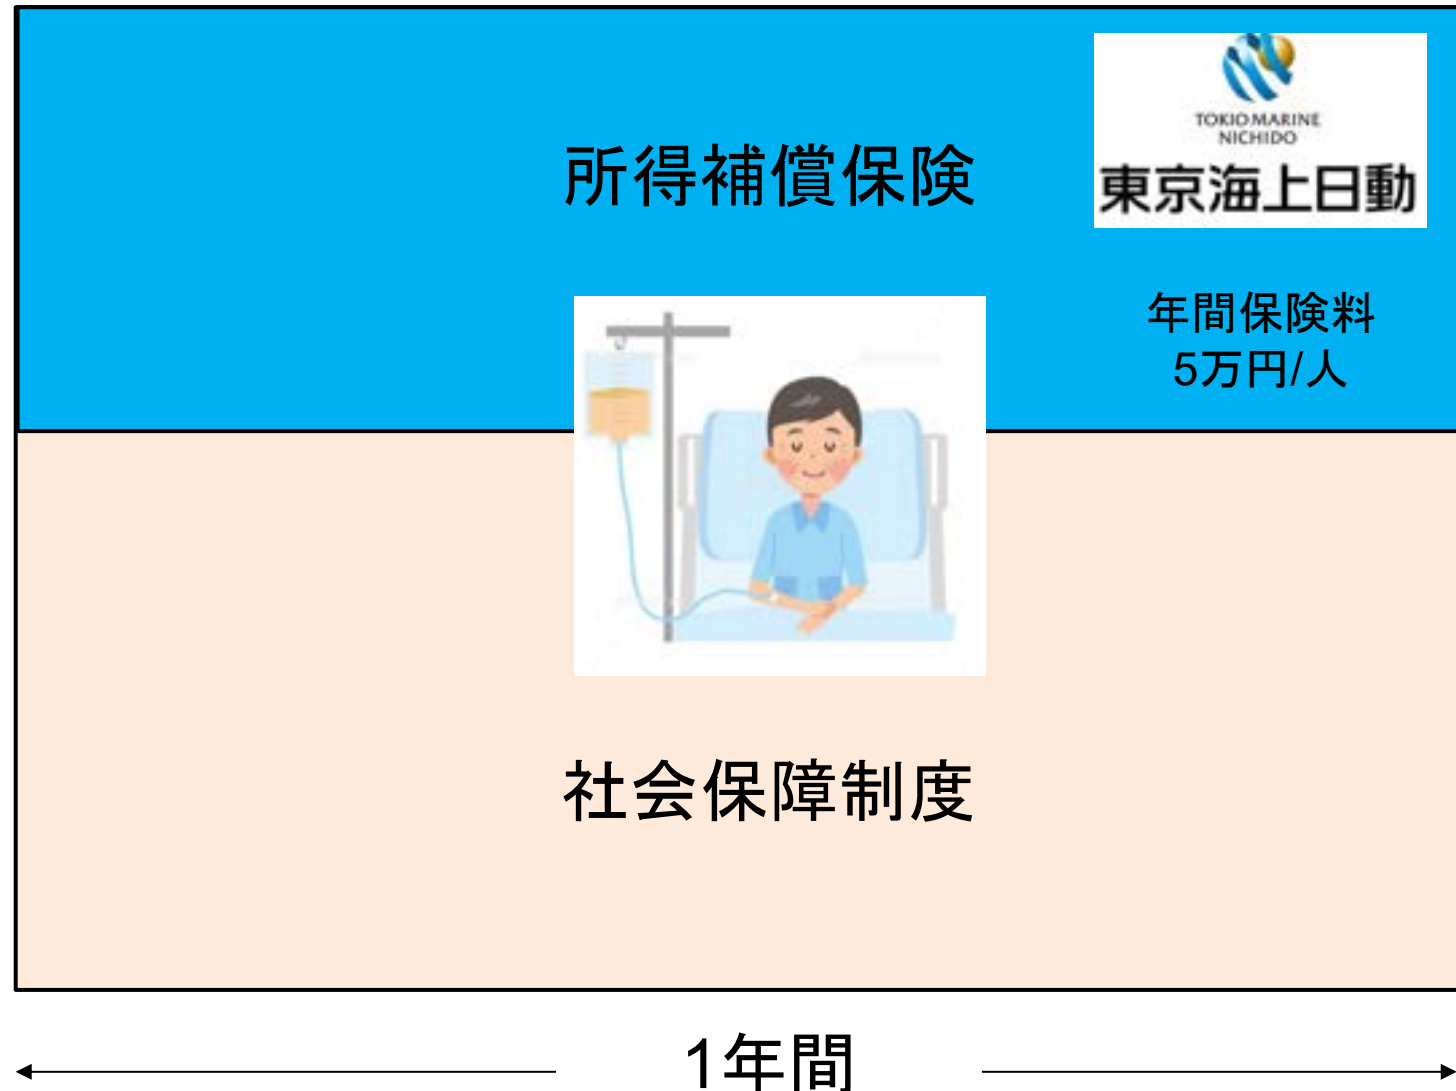 所得補償保険
TOKIO MARINE
NICHIDO
東京海上日動
年間保険料
5万円/人
社会保障制度
1年間